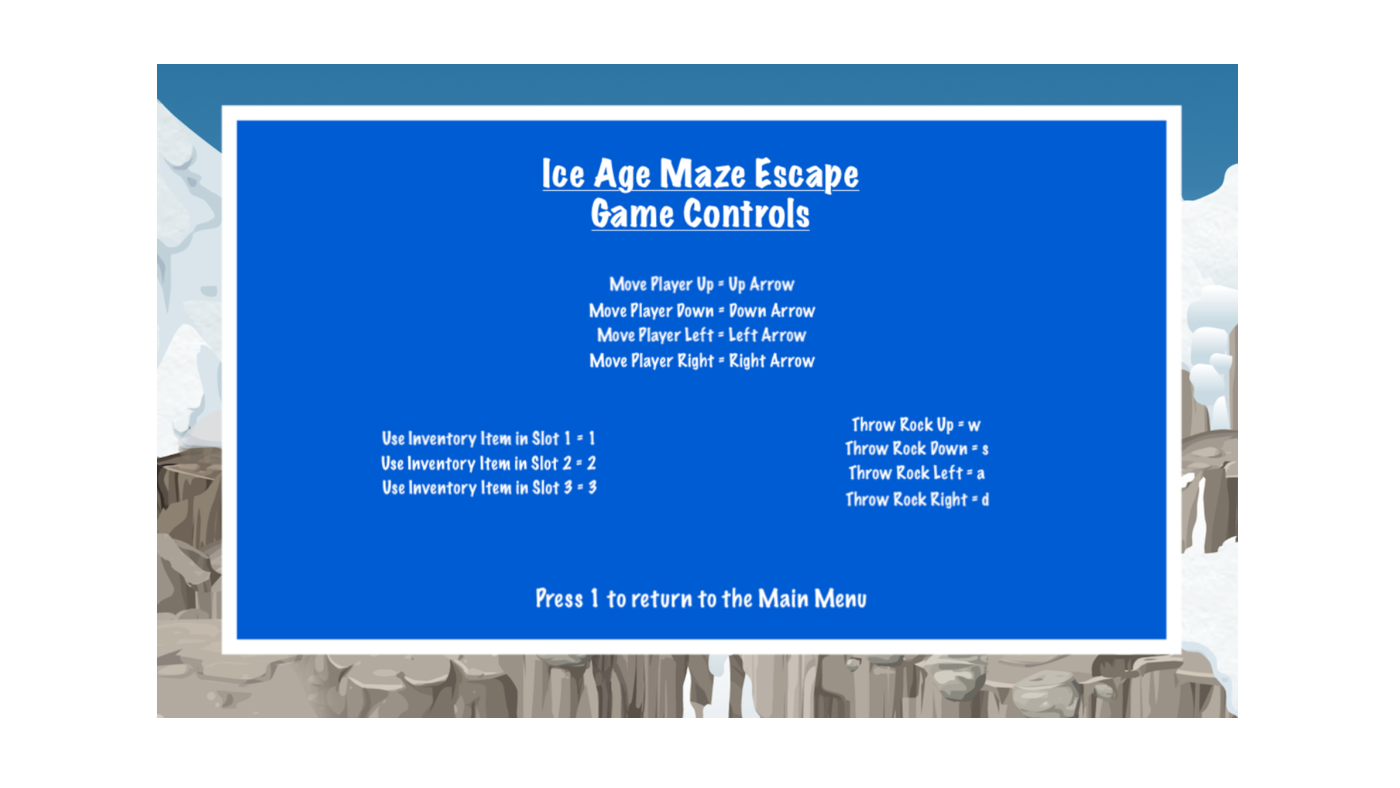 Ice Age Maze Escape
Game Controls
Move Player Up = Up Arrow
Move Player Down = Down Arrow
Move Player Left = Left Arrow
Move Player Right = Right Arrow
Use Inventory Item in Slot 1 = 1
Use Inventory Item in Slot 2 = 2
Use Inventory Item in Slot 3 = 3
Throw Rock Up = w
Throw Rock Down = s
Throw Rock Left = a
Throw Rock Right = d
Press 1 to return to the Main Menu